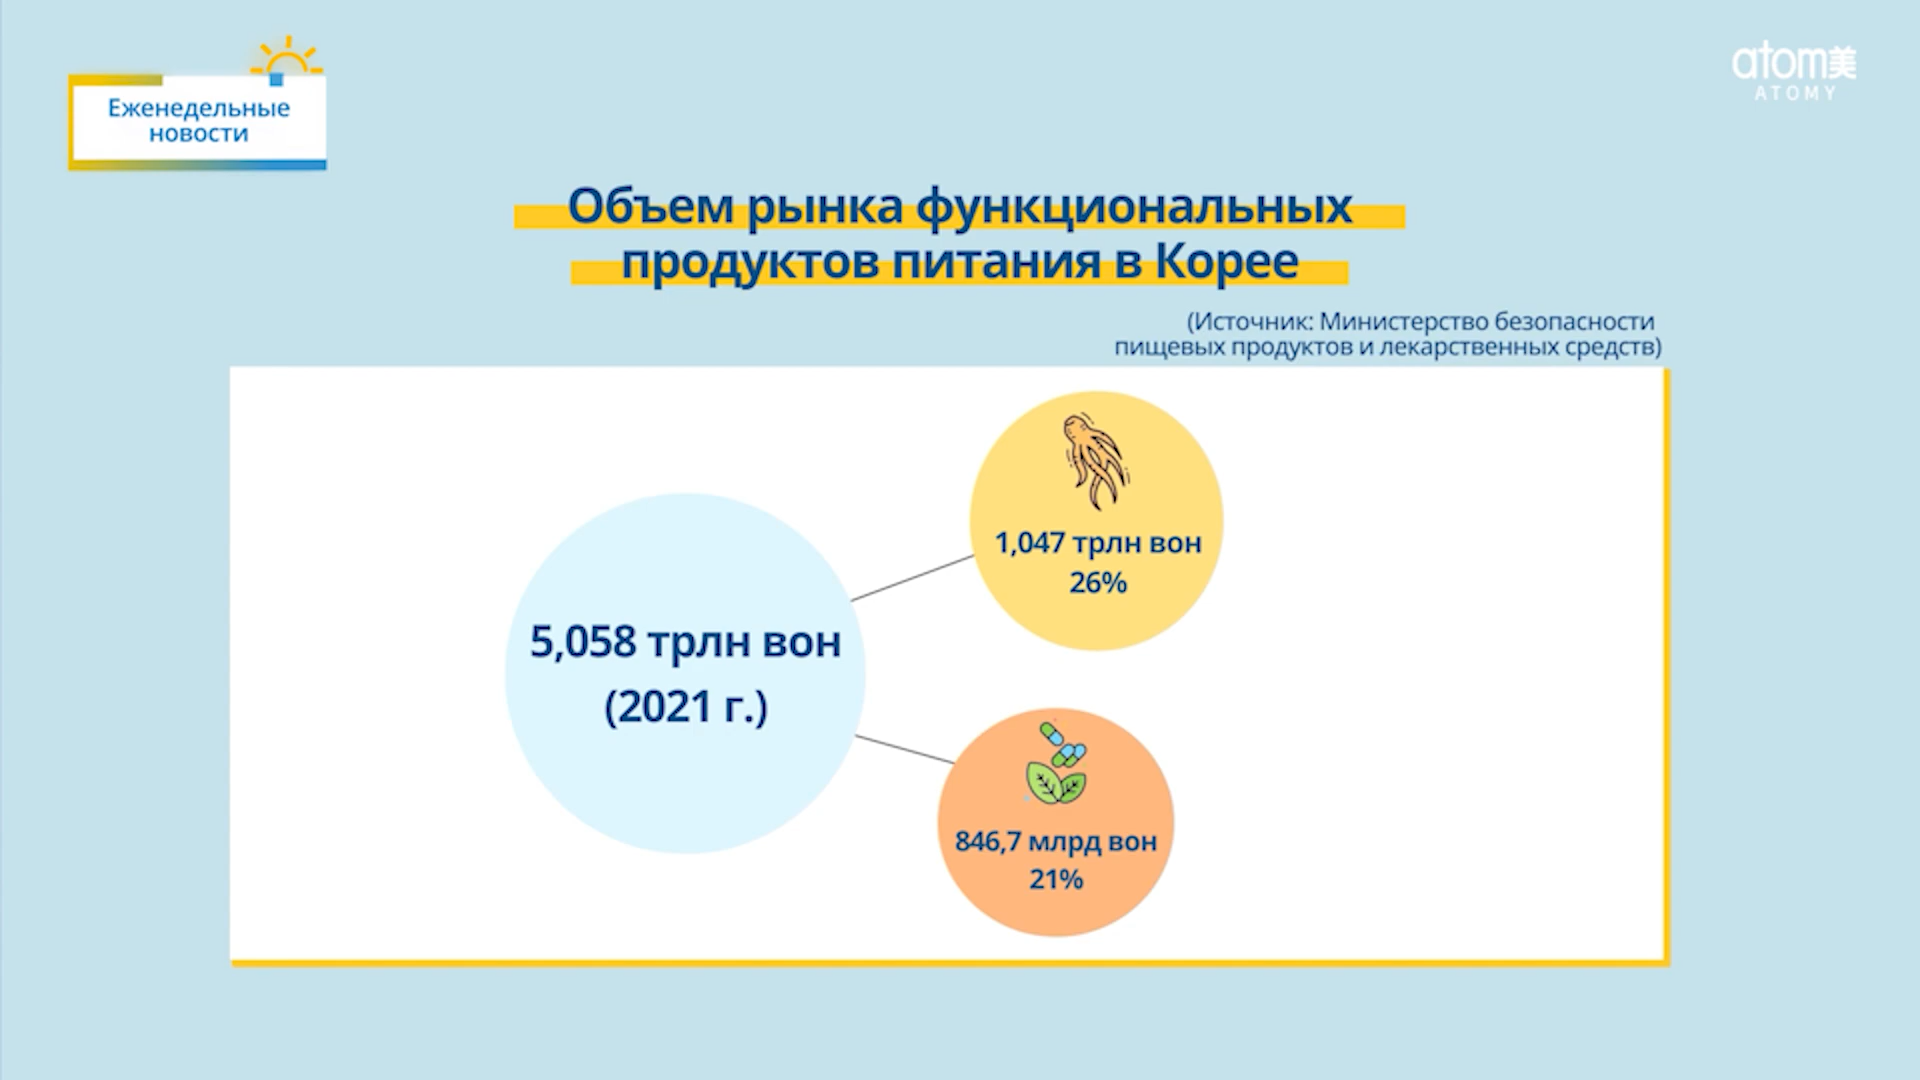 Еженедельные
новости
atom美
ATOMY
Объем рынка функциональных
продуктов питания в Корее
(Источник: Министерство безопасности
пищевых продуктов и лекарственных средств)
1,047 трлн вон
26%
5,058 трлн вон
(2021 г.)
846,7 млрд вон
21%